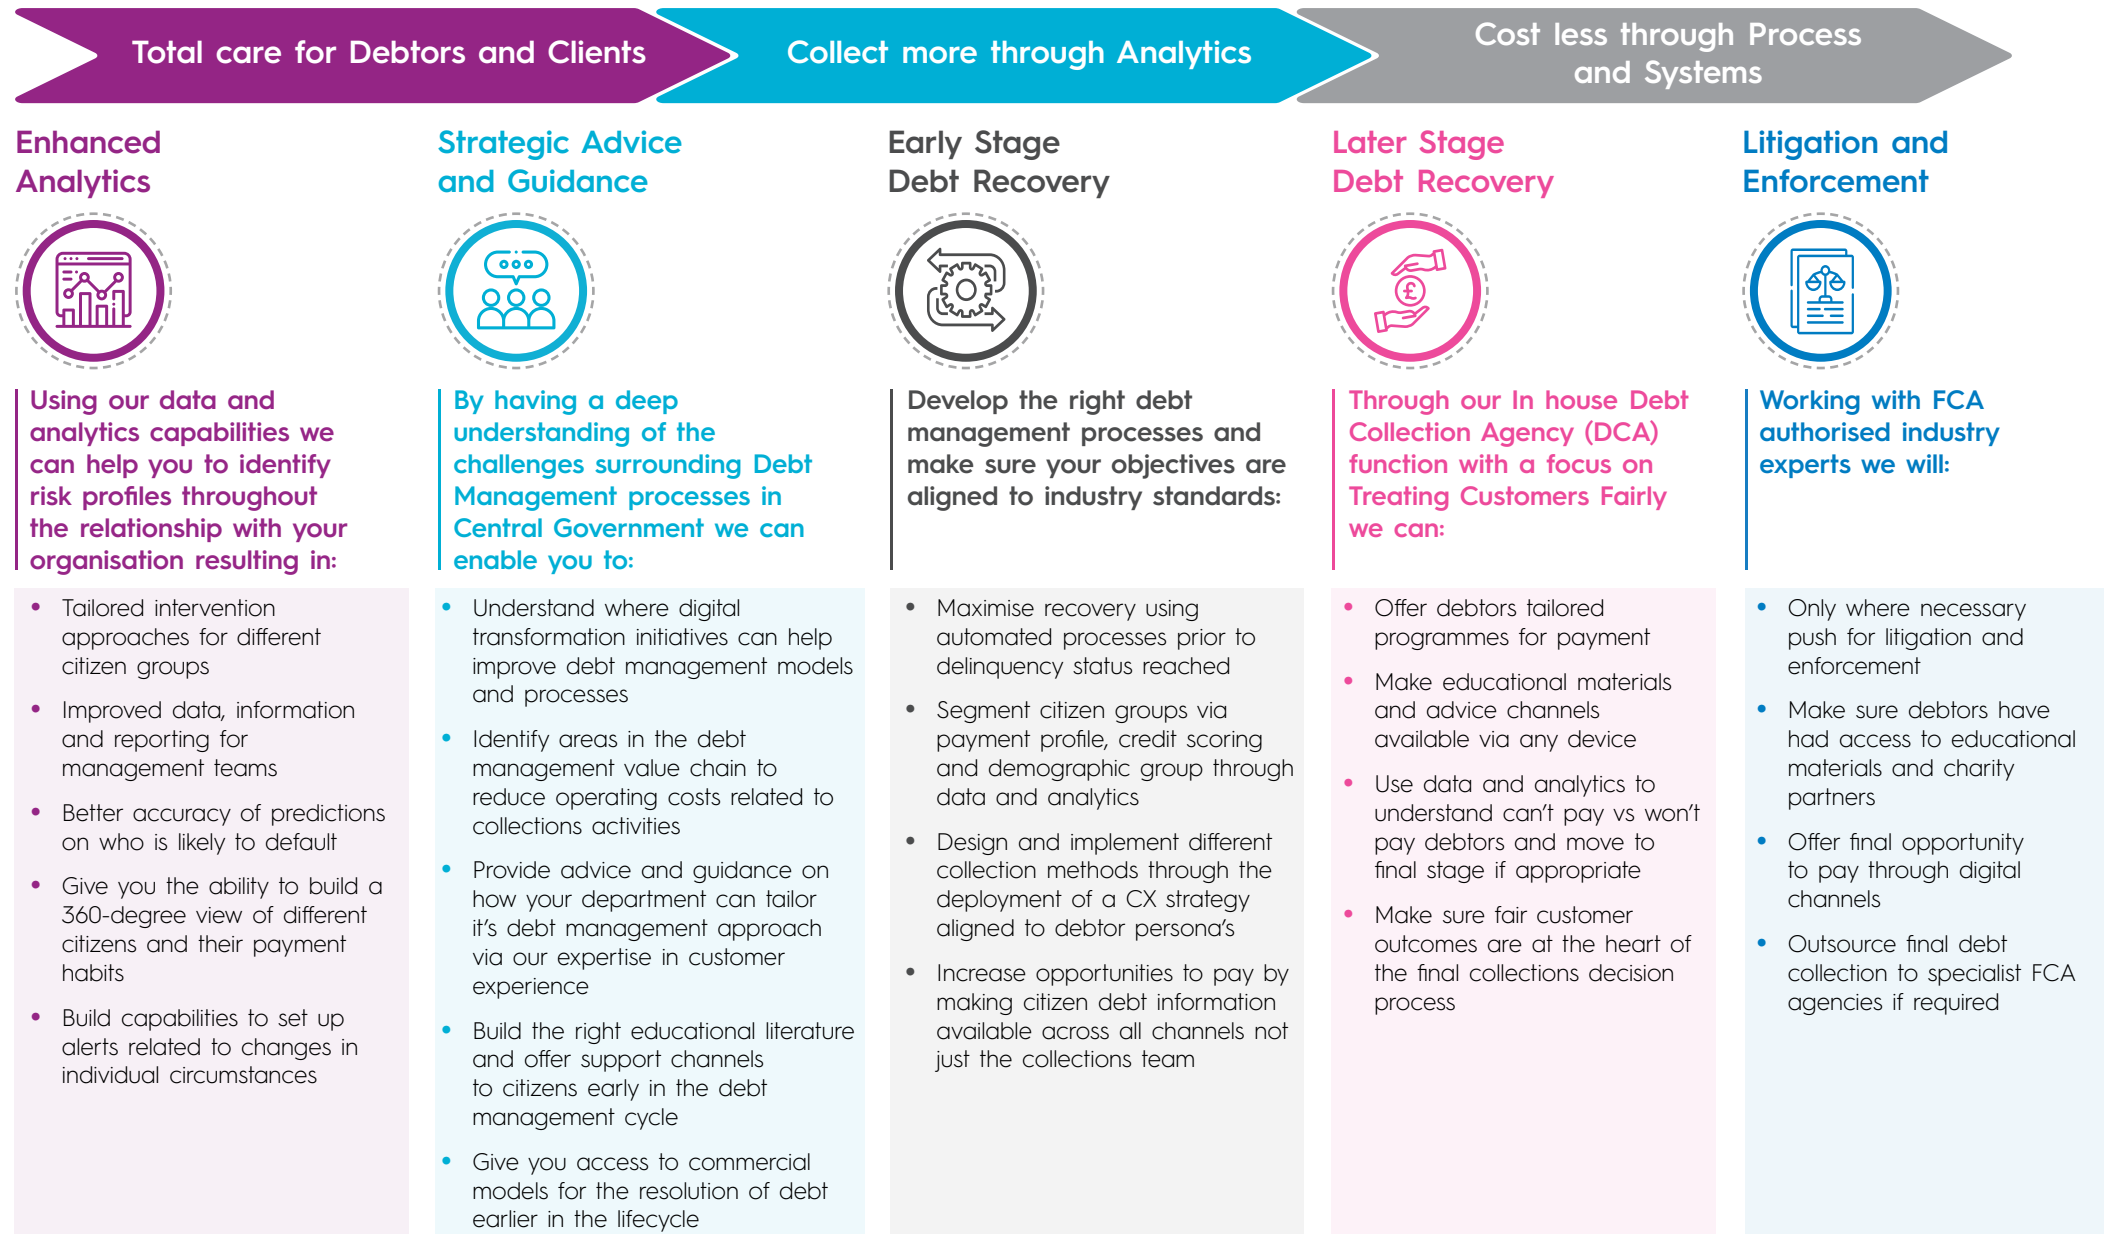 Total care for Debtors and Clients
Collect more through Analytics
Cost less through Process
and Systems
Enhanced
Analytics
Using our data and
analytics capabilities we
can help you to identify
risk profiles throughout
the relationship with your
organisation resulting in:
• Tailored intervention
approaches for different
citizen groups
• Improved data, information
and reporting for
management teams
• Better accuracy of predictions
on who is likely to default
• Give you the ability to build a
360-degree view of different
citizens and their payment
habits
• Build capabilities to set up
alerts related to changes in
individual circumstances
Strategic Advice
and Guidance
By having a deep
understanding of the
challenges surrounding Debt
Management processes in
Central Government we can
enable you to:
• Understand where digital
transformation initiatives can help
improve debt management models
and processes
• Identify areas in the debt
management value chain to
reduce operating costs related to
collections activities
• Provide advice and guidance on
how your department can tailor
it's debt management approach
via our expertise in customer
experience
• Build the right educational literature
and offer support channels
to citizens early in the debt
management cycle
• Give you access to commercial
models for the resolution of debt
earlier in the lifecycle
Early Stage
Debt Recovery
Develop the right debt
management processes and
make sure your objectives are
aligned to industry standards:
• Maximise recovery using
automated processes prior to
delinquency status reached
• Segment citizen groups via
payment profile, credit scoring
and demographic group through
data and analytics
• Design and implement different
collection methods through the
deployment of a CX strategy
aligned to debtor persona's
• Increase opportunities to pay by
making citizen debt information
available across all channels not
just the collections team
Later Stage
Debt Recovery
£
Through our In house Debt
Collection Agency (DCA)
function with a focus on
Treating Customers Fairly
we can:
• Offer debtors tailored
programmes for payment
• Make educational materials
and advice channels
available via any device
• Use data and analytics to
understand can't pay vs won't
pay debtors and move to
final stage if appropriate
• Make sure fair customer
outcomes are at the heart of
the final collections decision
process
Litigation and
Enforcement
Working with FCA
authorised industry
experts we will:
• Only where necessary
push for litigation and
enforcement
• Make sure debtors have
had access to educational
materials and charity
partners
• Offer final opportunity
to pay through digital
channels
• Outsource final debt
collection to specialist FCA
agencies if required